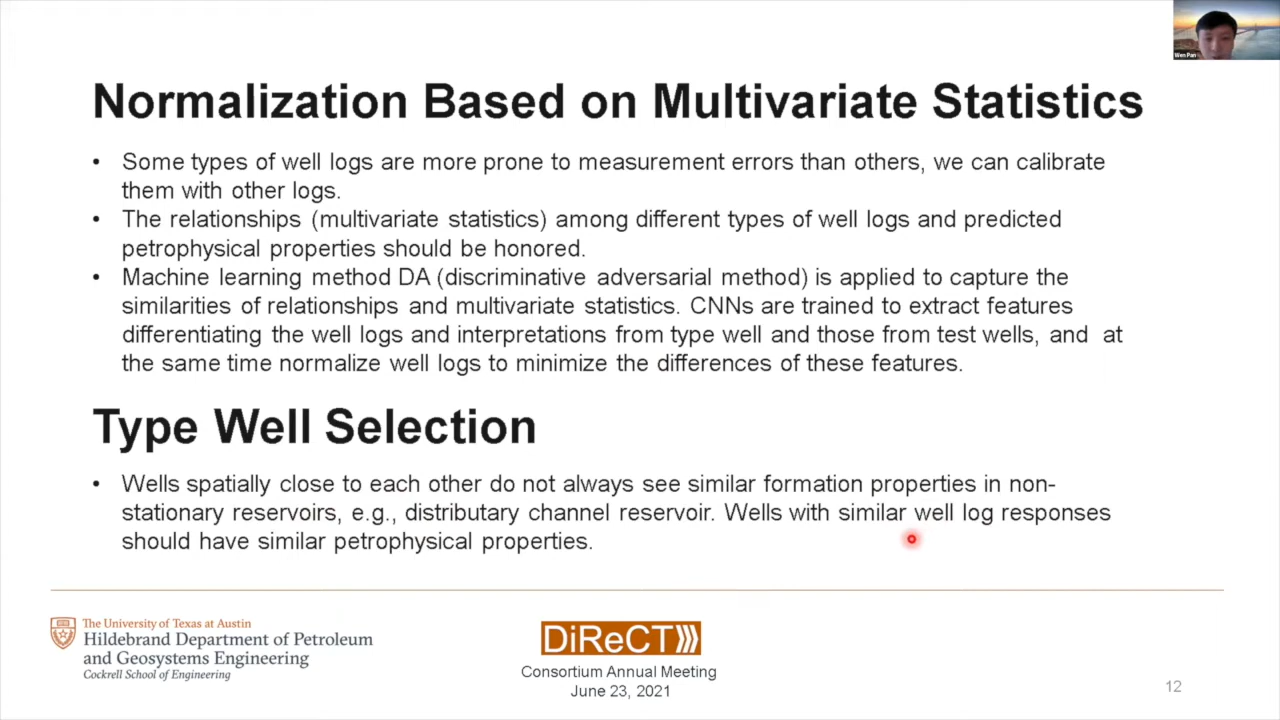 Wen Pan
Normalization Based on Multivariate Statistics
• Some types of well logs are more prone to measurement errors than others, we can calibrate
them with other logs.
• The relationships (multivariate statistics) among different types of well logs and predicted
petrophysical properties should be honored.
• Machine learning method DA (discriminative adversarial method) is applied to capture the
similarities of relationships and multivariate statistics. CNNs are trained to extract features
differentiating the well logs and interpretations from type well and those from test wells, and at
the same time normalize well logs to minimize the differences of these features.
Type Well Selection
• Wells spatially close to each other do not always see similar formation properties in non-
stationary reservoirs, e.g., distributary channel reservoir. Wells with similar well log responses
should have similar petrophysical properties.
The University of Texas at Austin
Hildebrand Department of Petroleum
and Geosystems Engineering
Cockrell School of Engineering
DiReCT
Consortium Annual Meeting
June 23, 2021
12